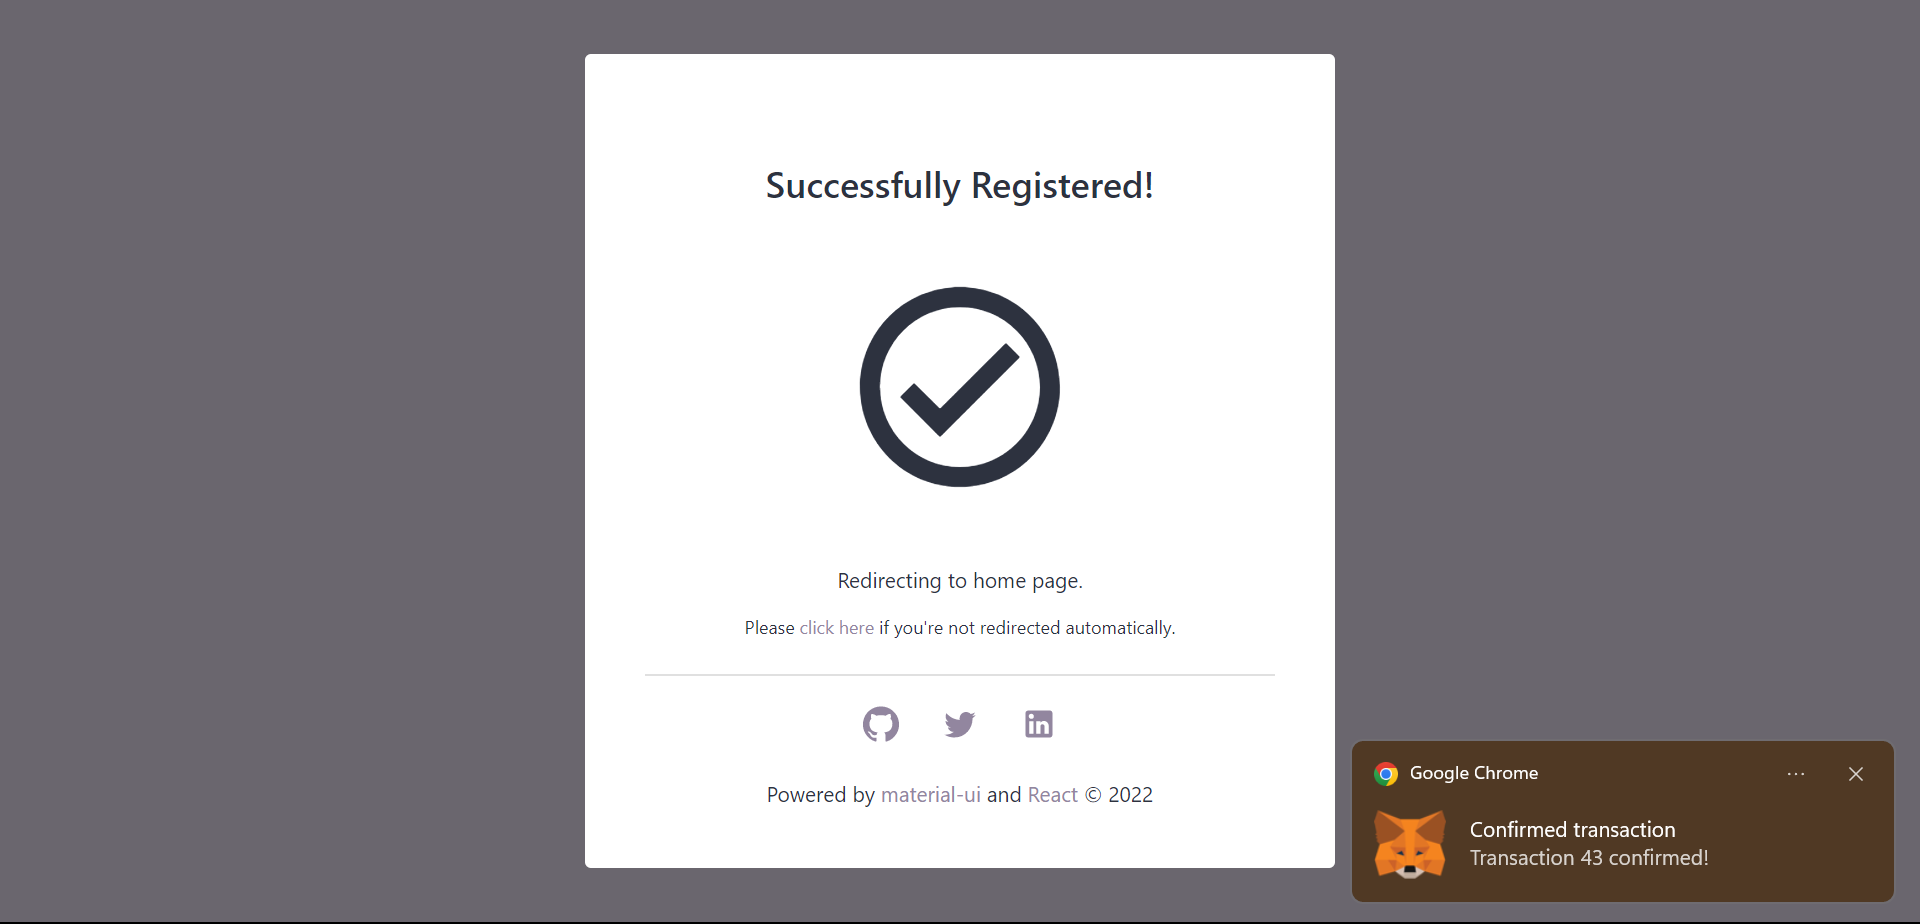 Successfully Registered!
Redirecting to home page.
Please click here if you're not redirected automatically.
Powered by material-ui and React © 2022
Google Chrome
Confirmed transaction
Transaction 43 confirmed!